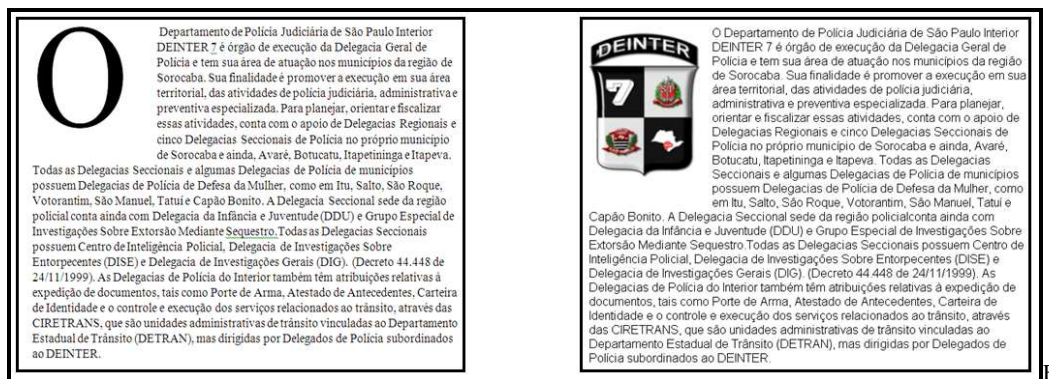 O
Departamento de Polícia Judiciária de São Paulo Interior
DEINTER 7 é órgão de execução da Delegacia Geral de
Polícia e tem sua área de atuação nos municípios da região de
Sorocaba. Sua finalidade é promover a execução em sua área
territorial, das atividades de polícia judiciária, administrativa e
preventiva especializada. Para planejar, orientar e fiscalizar
essas atividades, conta com o apoio de Delegacias Regionais e
cinco Delegacias Seccionais de Polícia no próprio município
de Sorocaba e ainda, Avaré, Botucatu, Itapetininga e Itapeva.
Todas as Delegacias Seccionais e algumas Delegacias de Polícia de municípios
possuem Delegacias de Polícia de Defesa da Mulher, como em Itu, Salto, São Roque,
Votorantim, São Manuel, Tatuí e Capão Bonito. A Delegacia Seccional sede da região
policial conta ainda com Delegacia da Infância e Juventude (DDU) e Grupo Especial de
Investigações Sobre Extorsão Mediante Sequestro.Todas as Delegacias Seccionais
possuem Centro de Inteligência Policial, Delegacia de Investigações Sobre
Entorpecentes (DISE) e Delegacia de Investigações Gerais (DIG). (Decreto 44.448 de
24/11/1999). As Delegacias de Polícia do Interior também têm atribuições relativas à
expedição de documentos, tais como Porte de Arma, Atestado de Antecedentes, Carteira
de Identidade e o controle e execução dos serviços relacionados ao trânsito, através das
CIRETRANS, que são unidades administrativas de trânsito vinculadas ao Departamento
Estadual de Trânsito (DETRAN), mas dirigidas por Delegados de Polícia subordinados
ao DEINTER.
DEINTER
7
O Departamento de Polícia Judiciária de São Paulo Interior
DEINTER 7 é órgão de execução da Delegacia Geral de
Polícia e tem sua área de atuação nos municípios da região
de Sorocaba. Sua finalidade é promover a execução em sua
área territorial, das atividades de polícia judiciária,
administrativa e preventiva especializada. Para planejar,
orientar e fiscalizar essas atividades, conta com o apoio de
Delegacias Regionais e cinco Delegacias Seccionais de
Polícia no próprio município de Sorocaba e ainda, Avaré,
Botucatu, Itapetininga e Itapeva. Todas as Delegacias
Seccionais e algumas Delegacias de Polícia de municípios
possuem Delegacias de Polícia de Defesa da Mulher, como
em Itu, Salto, São Roque, Votorantim, São Manuel, Tatuí e
Capão Bonito. A Delegacia Seccional sede da região policialconta ainda com
Delegacia da Infância e Juventude (DDU) e Grupo Especial de Investigações Sobre
Extorsão Mediante Sequestro.Todas as Delegacias Seccionais possuem Centro de
Inteligência Policial, Delegacia de Investigações Sobre Entorpecentes (DISE) e
Delegacia de Investigações Gerais (DIG). (Decreto 44.448 de 24/11/1999). As
Delegacias de Polícia do Interior também têm atribuições relativas à expedição de
documentos, tais como Porte de Arma, Atestado de Antecedentes, Carteira de
Identidade e o controle e execução dos serviços relacionados ao trânsito, através
das CIRETRANS, que são unidades administrativas de trânsito vinculadas ao
Departamento Estadual de Trânsito (DETRAN), mas dirigidas por Delegados de
Polícia subordinados ao DEINTER.